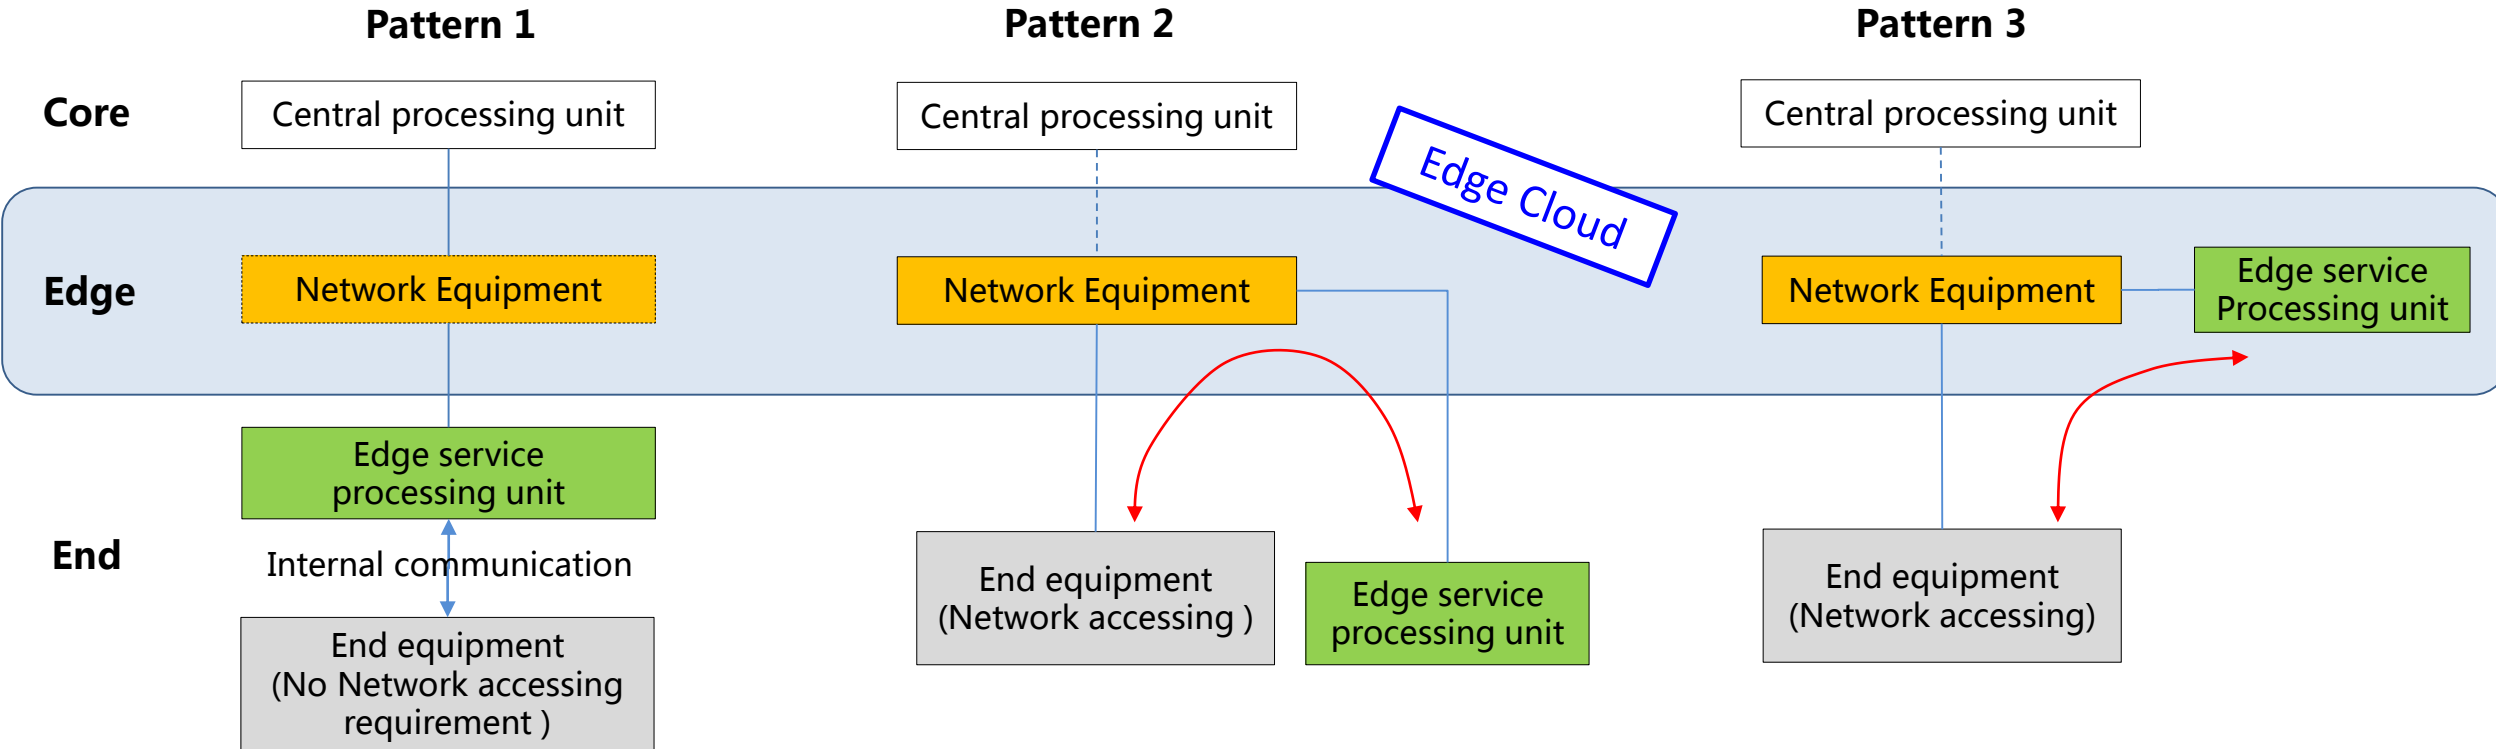 Pattern 1
Pattern 2
Pattern 3
Core
Central processing unit
Central processing unit
Central processing unit
Edge Cloud
Edge
Network Equipment
Network Equipment
Network Equipment
Edge service
Processing unit
End
Edge service
processing unit
Internal communication
End equipment
(No Network accessing
requirement )
End equipment
(Network accessing )
Edge service
processing unit
End equipment
(Network accessing)